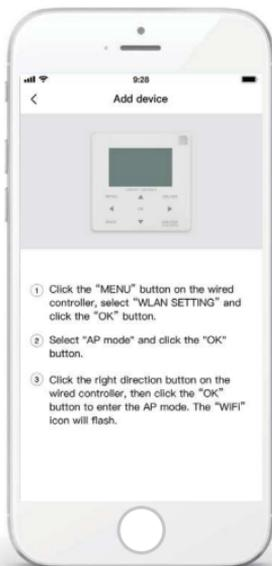 9:28
Add device
1 Click the “MENU” button on the wired
controller, select “WLAN SETTING” and
click the “OK” button.
2 Select "AP mode" and click the "OK"
button.
3 Click the right direction button on the
wired controller, then click the “OK”
button to enter the AP mode. The “WiFi”
icon will flash.